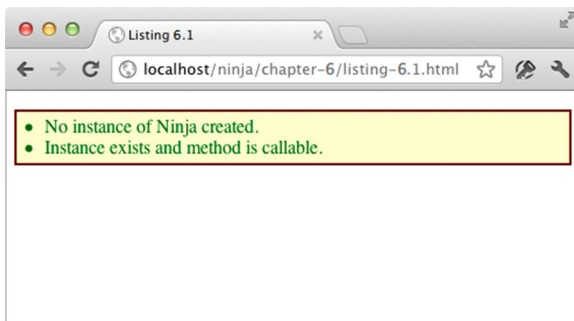 Listing 6.1
localhost/ninja/chapter-6/listing-6.1.html
No instance of Ninja created.
Instance exists and method is callable.